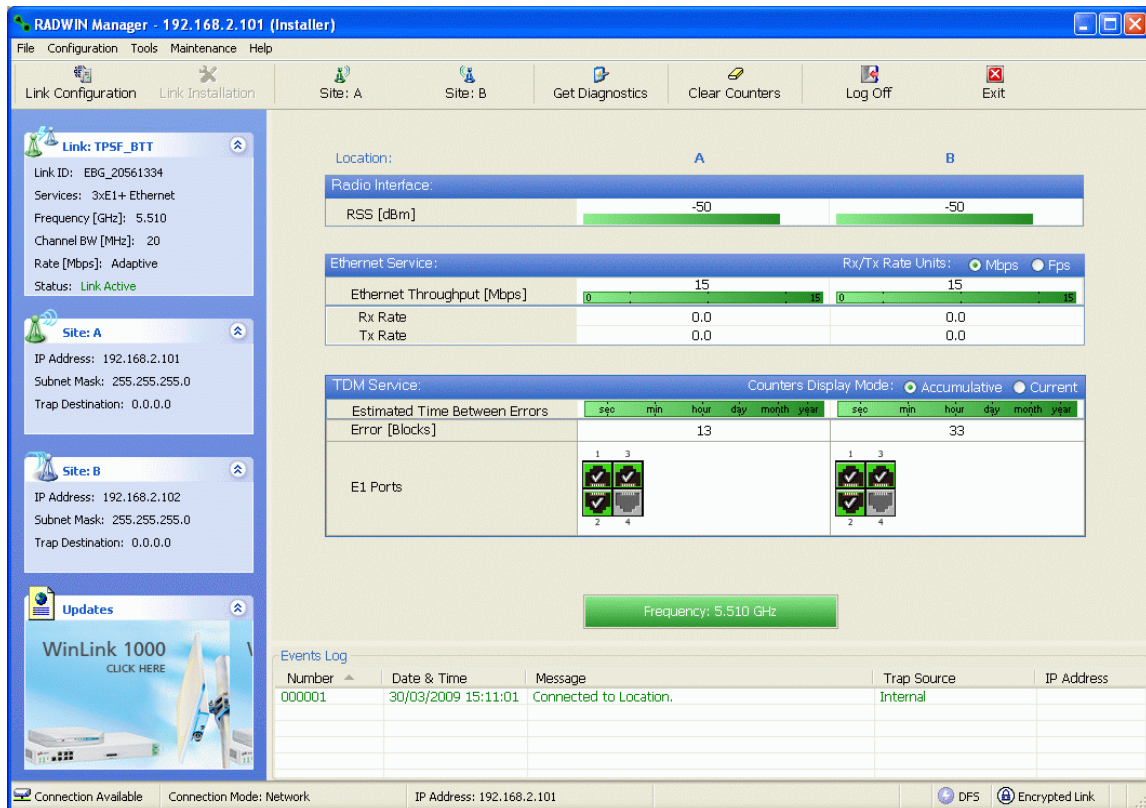 RADWIN Manager - 192.168.2.101 (Installer)
File Configuration Tools Maintenance Help
Link Configuration Link Installation Site: A Site: B Get Diagnostics Clear Counters Log Off Exit
Link: TPSF_BTT
Link ID: EBG_20561334
Services: 3xE1+ Ethernet
Frequency [GHz]: 5.510
Channel BW [MHz]: 20
Rate [Mbps]: Adaptive
Status: Link Active
Site: A
IP Address: 192.168.2.101
Subnet Mask: 255.255.255.0
Trap Destination: 0.0.0.0
Site: B
IP Address: 192.168.2.102
Subnet Mask: 255.255.255.0
Trap Destination: 0.0.0.0
Updates
WinLink 1000
CLICK HERE
Location: A B
Radio Interface:
RSS [dBm] -50 -50
Ethernet Service: Rx/Tx Rate Units: Mbps Fps
Ethernet Throughput [Mbps] 15 15
0 15 0 15
Rx Rate 0.0 0.0
Tx Rate 0.0 0.0
TDM Service: Counters Display Mode: Accumulative Current
Estimated Time Between Errors sec min hour day month year sec min hour day month year
Error [Blocks] 13 33
1 3 1 3
E1 Ports
2 4 2 4
Frequency: 5.510 GHz
Events Log
Number Date & Time Message Trap Source IP Address
000001 30/03/2009 15:11:01 Connected to Location. Internal
Connection Available Connection Mode: Network IP Address: 192.168.2.101 DFS Encrypted Link